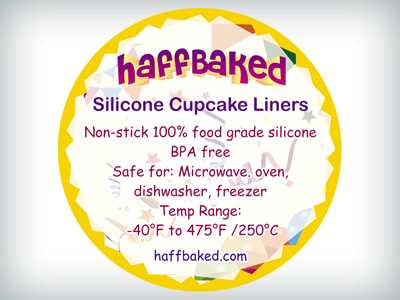 haffbaked
Silicone Cupcake Liners
Non-stick 100% food grade silicone
BPA free
Safe for: Microwave. oven,
dishwasher, freezer
Temp Range:
-40°F to 475°F /250°C
haffbaked.com